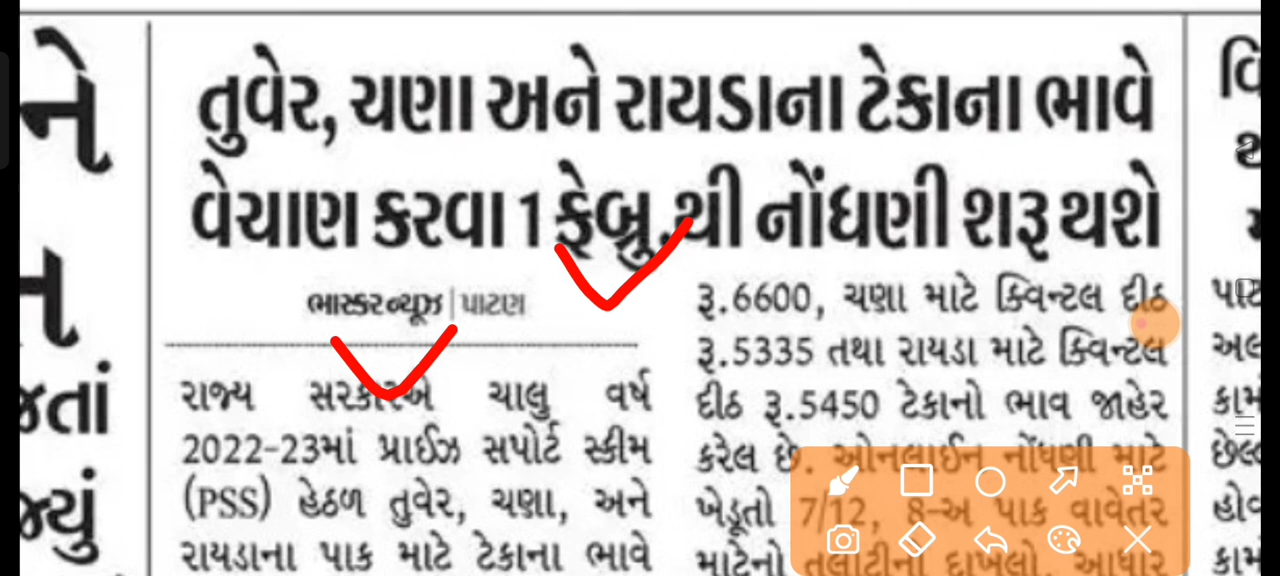 તુવેર, ચણા અને રાયડાના ટેકાના ભાવે
વેચાણ કરવા 1 ફેબ્રુ.થી નોંધણી શરૂ થશે
ભાસ્કર ન્યૂઝ | પાટણ
રાજ્ય સરકારએ ચાલુ વર્ષ
2022-23માં પ્રાઈઝ સપોર્ટ સ્કીમ
(PSS) હેઠળ તુવેર, ચણા, અને
રાયડાના પાક માટે ટેકાના ભાવે
રૂ.6600, ચણા માટે ક્વિન્ટલ દીઠ
રૂ.5335 તથા રાયડા માટે ક્વિન્ટલ
દીઠ રૂ.5450 ટેકાનો ભાવ જાહેર
કરેલ છે. ઓનલાઈન નોંધણી માટે
ખેડૂતો 7/12, 8-અ પાક વાવેતર
માટેનો તલાટીનો દાખલો, આધાર